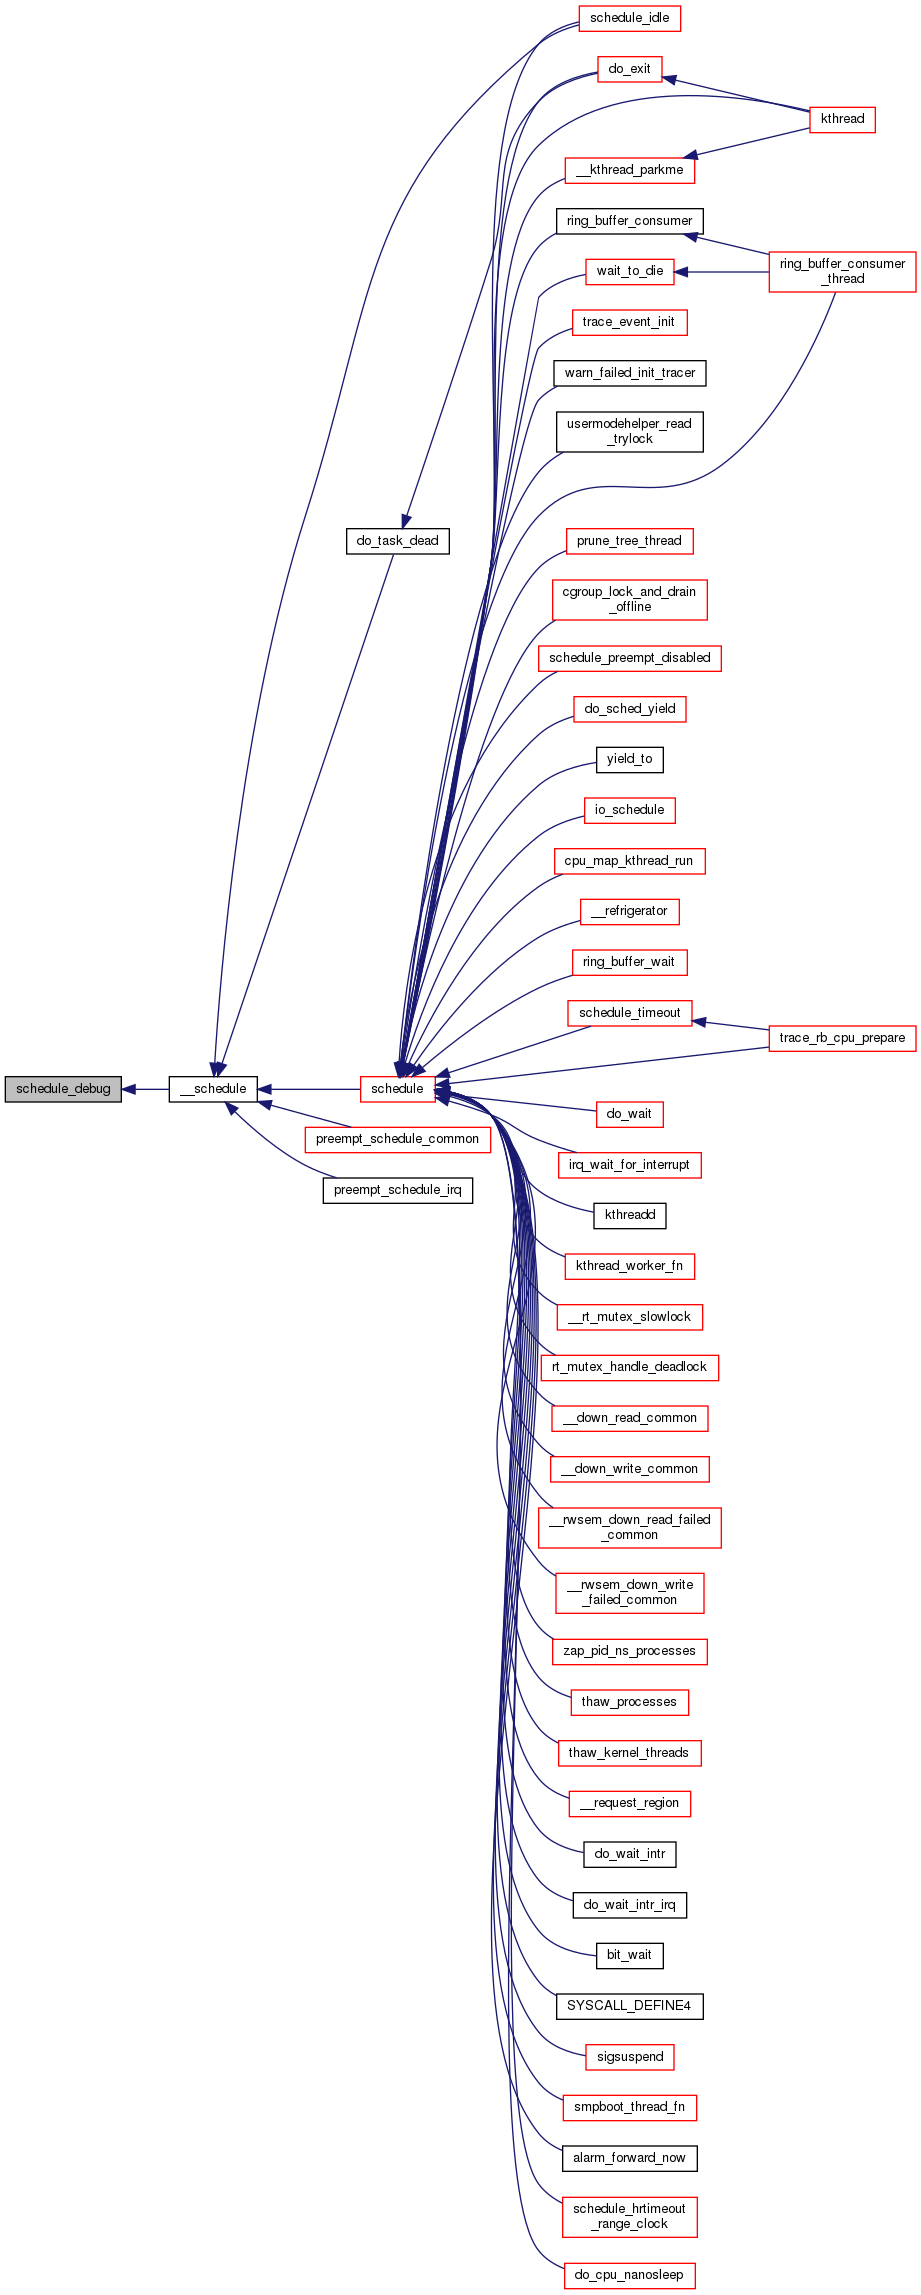 schedule_idle
do_exit
kthread
__kthread_parkme
ring_buffer_consumer
ring_buffer_consumer
_thread
wait_to_die
trace_event_init
warn_failed_init_tracer
usermodehelper_read
_trylock
do_task_dead
prune_tree_thread
cgroup_lock_and_drain
_offline
schedule_preempt_disabled
do_sched_yield
yield_to
io_schedule
cpu_map_kthread_run
__refrigerator
ring_buffer_wait
schedule_timeout
trace_rb_cpu_prepare
schedule_debug
__schedule
schedule
do_wait
preempt_schedule_common
irq_wait_for_interrupt
preempt_schedule_irq
kthreadd
kthread_worker_fn
__rt_mutex_slowlock
rt_mutex_handle_deadlock
__down_read_common
__down_write_common
__rwsem_down_read_failed
_common
__rwsem_down_write
_failed_common
zap_pid_ns_processes
thaw_processes
thaw_kernel_threads
__request_region
do_wait_intr
do_wait_intr_irq
bit_wait
SYSCALL_DEFINE4
sigsuspend
smpboot_thread_fn
alarm_forward_now
schedule_hrtimeout
_range_clock
do_cpu_nanosleep